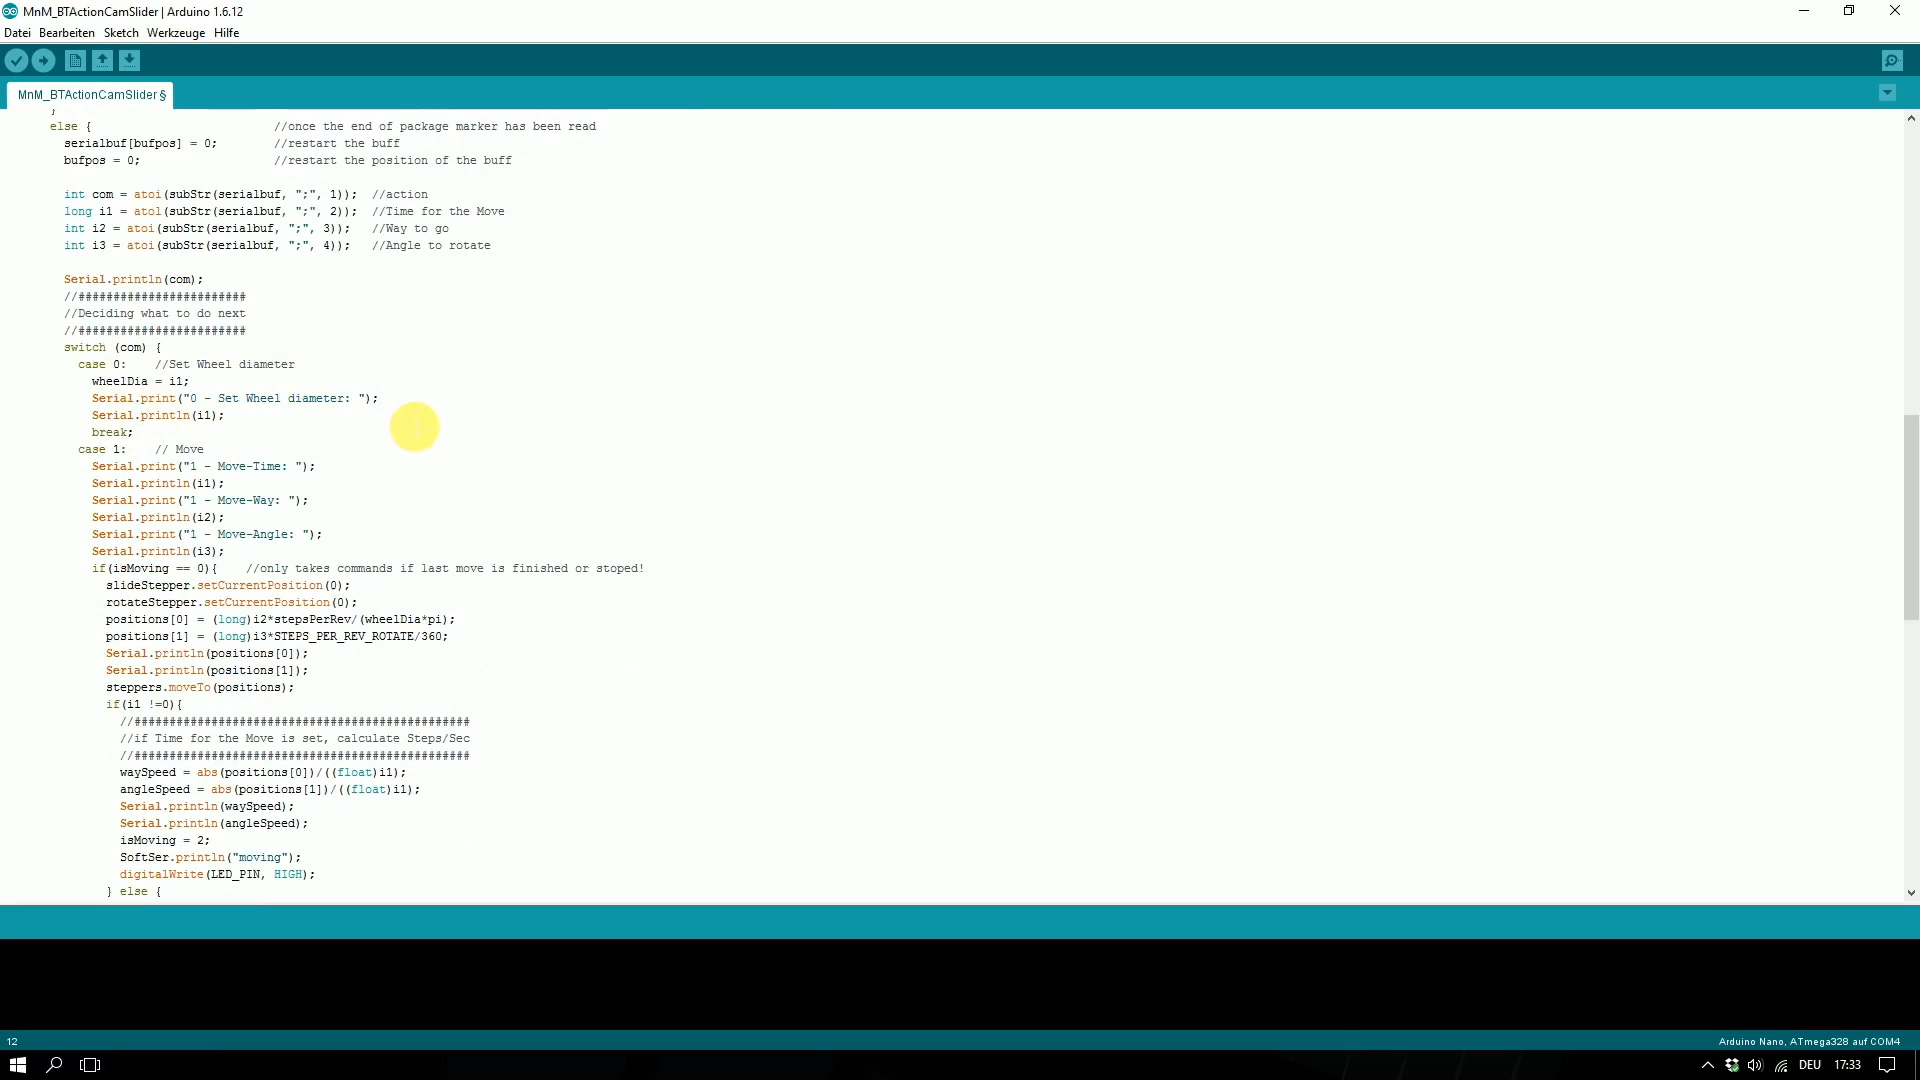 MnM_BTActionCamSlider | Arduino 1.6.12
Datei Bearbeiten Sketch Werkzeuge Hilfe
MnM_BTActionCamSlider §
}
else { //once the end of package marker has been read
serialbuf[bufpos] = 0; //restart the buff
bufpos = 0; //restart the position of the buff
int com = atoi(subStr(serialbuf, ";", 1)); //action
long i1 = atol(subStr(serialbuf, ";", 2)); //Time for the Move
int i2 = atoi(subStr(serialbuf, ";", 3)); //Way to go
int i3 = atoi(subStr(serialbuf, ";", 4)); //Angle to rotate
Serial.println(com);
//########################
//Deciding what to do next
//########################
switch (com) {
case 0: //Set Wheel diameter
wheelDia = i1;
Serial.print("0 - Set Wheel diameter: ");
Serial.println(i1);
break;
case 1: // Move
Serial.print("1 - Move-Time: ");
Serial.println(i1);
Serial.print("1 - Move-Way: ");
Serial.println(i2);
Serial.print("1 - Move-Angle: ");
Serial.println(i3);
if(isMoving == 0){ //only takes commands if last move is finished or stoped!
slideStepper.setCurrentPosition(0);
rotateStepper.setCurrentPosition(0);
positions[0] = (long)i2*stepsPerRev/(wheelDia*pi);
positions[1] = (long)i3*STEPS_PER_REV_ROTATE/360;
Serial.println(positions[0]);
Serial.println(positions[1]);
steppers.moveTo(positions);
if(i1 !=0){
//################################################
//if Time for the Move is set, calculate Steps/Sec
//################################################
waySpeed = abs(positions[0])/((float)i1);
angleSpeed = abs(positions[1])/((float)i1);
Serial.println(waySpeed);
Serial.println(angleSpeed);
isMoving = 2;
SoftSer.println("moving");
digitalWrite(LED_PIN, HIGH);
} else {
12
Arduino Nano, ATmega328 auf COM4
DEU 17:33